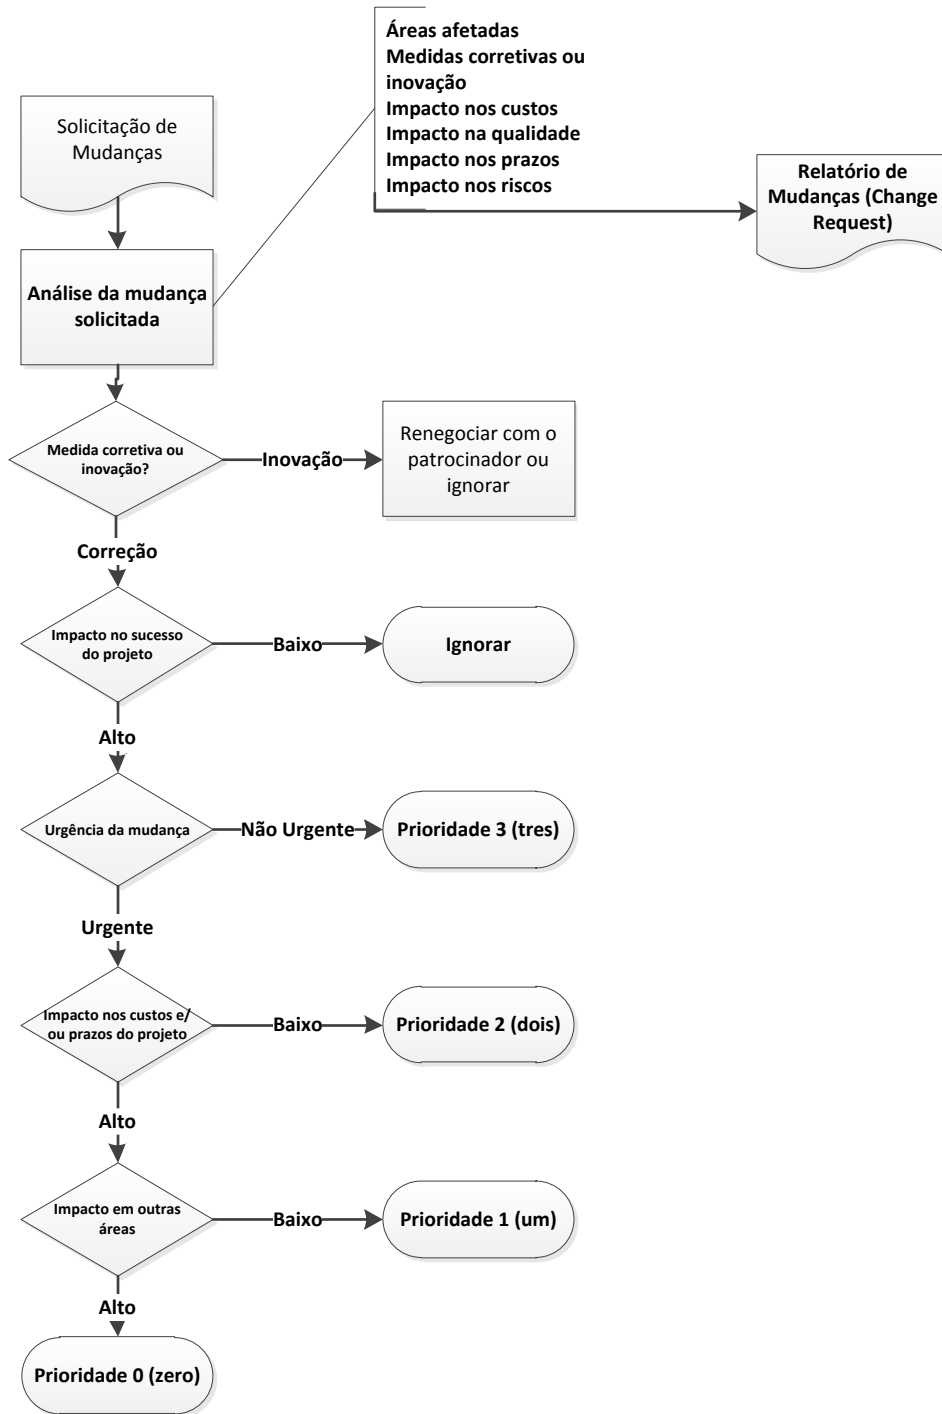 Áreas afetadas
Medidas corretivas ou
inovação
Impacto nos custos
Impacto na qualidade
Impacto nos prazos
Impacto nos riscos
Solicitação de
Mudanças
Relatório de
Mudanças (Change
Request)
Análise da mudança
solicitada
Medida corretiva ou
inovação?
Inovação
Renegociar com o
patrocinador ou
ignorar
Correção
Impacto no sucesso
do projeto
Baixo
Ignorar
Alto
Urgência da mudança
Não Urgente
Prioridade 3 (tres)
Urgente
Impacto nos custos e/
ou prazos do projeto
Baixo
Prioridade 2 (dois)
Alto
Impacto em outras
áreas
Baixo
Prioridade 1 (um)
Alto
Prioridade 0 (zero)